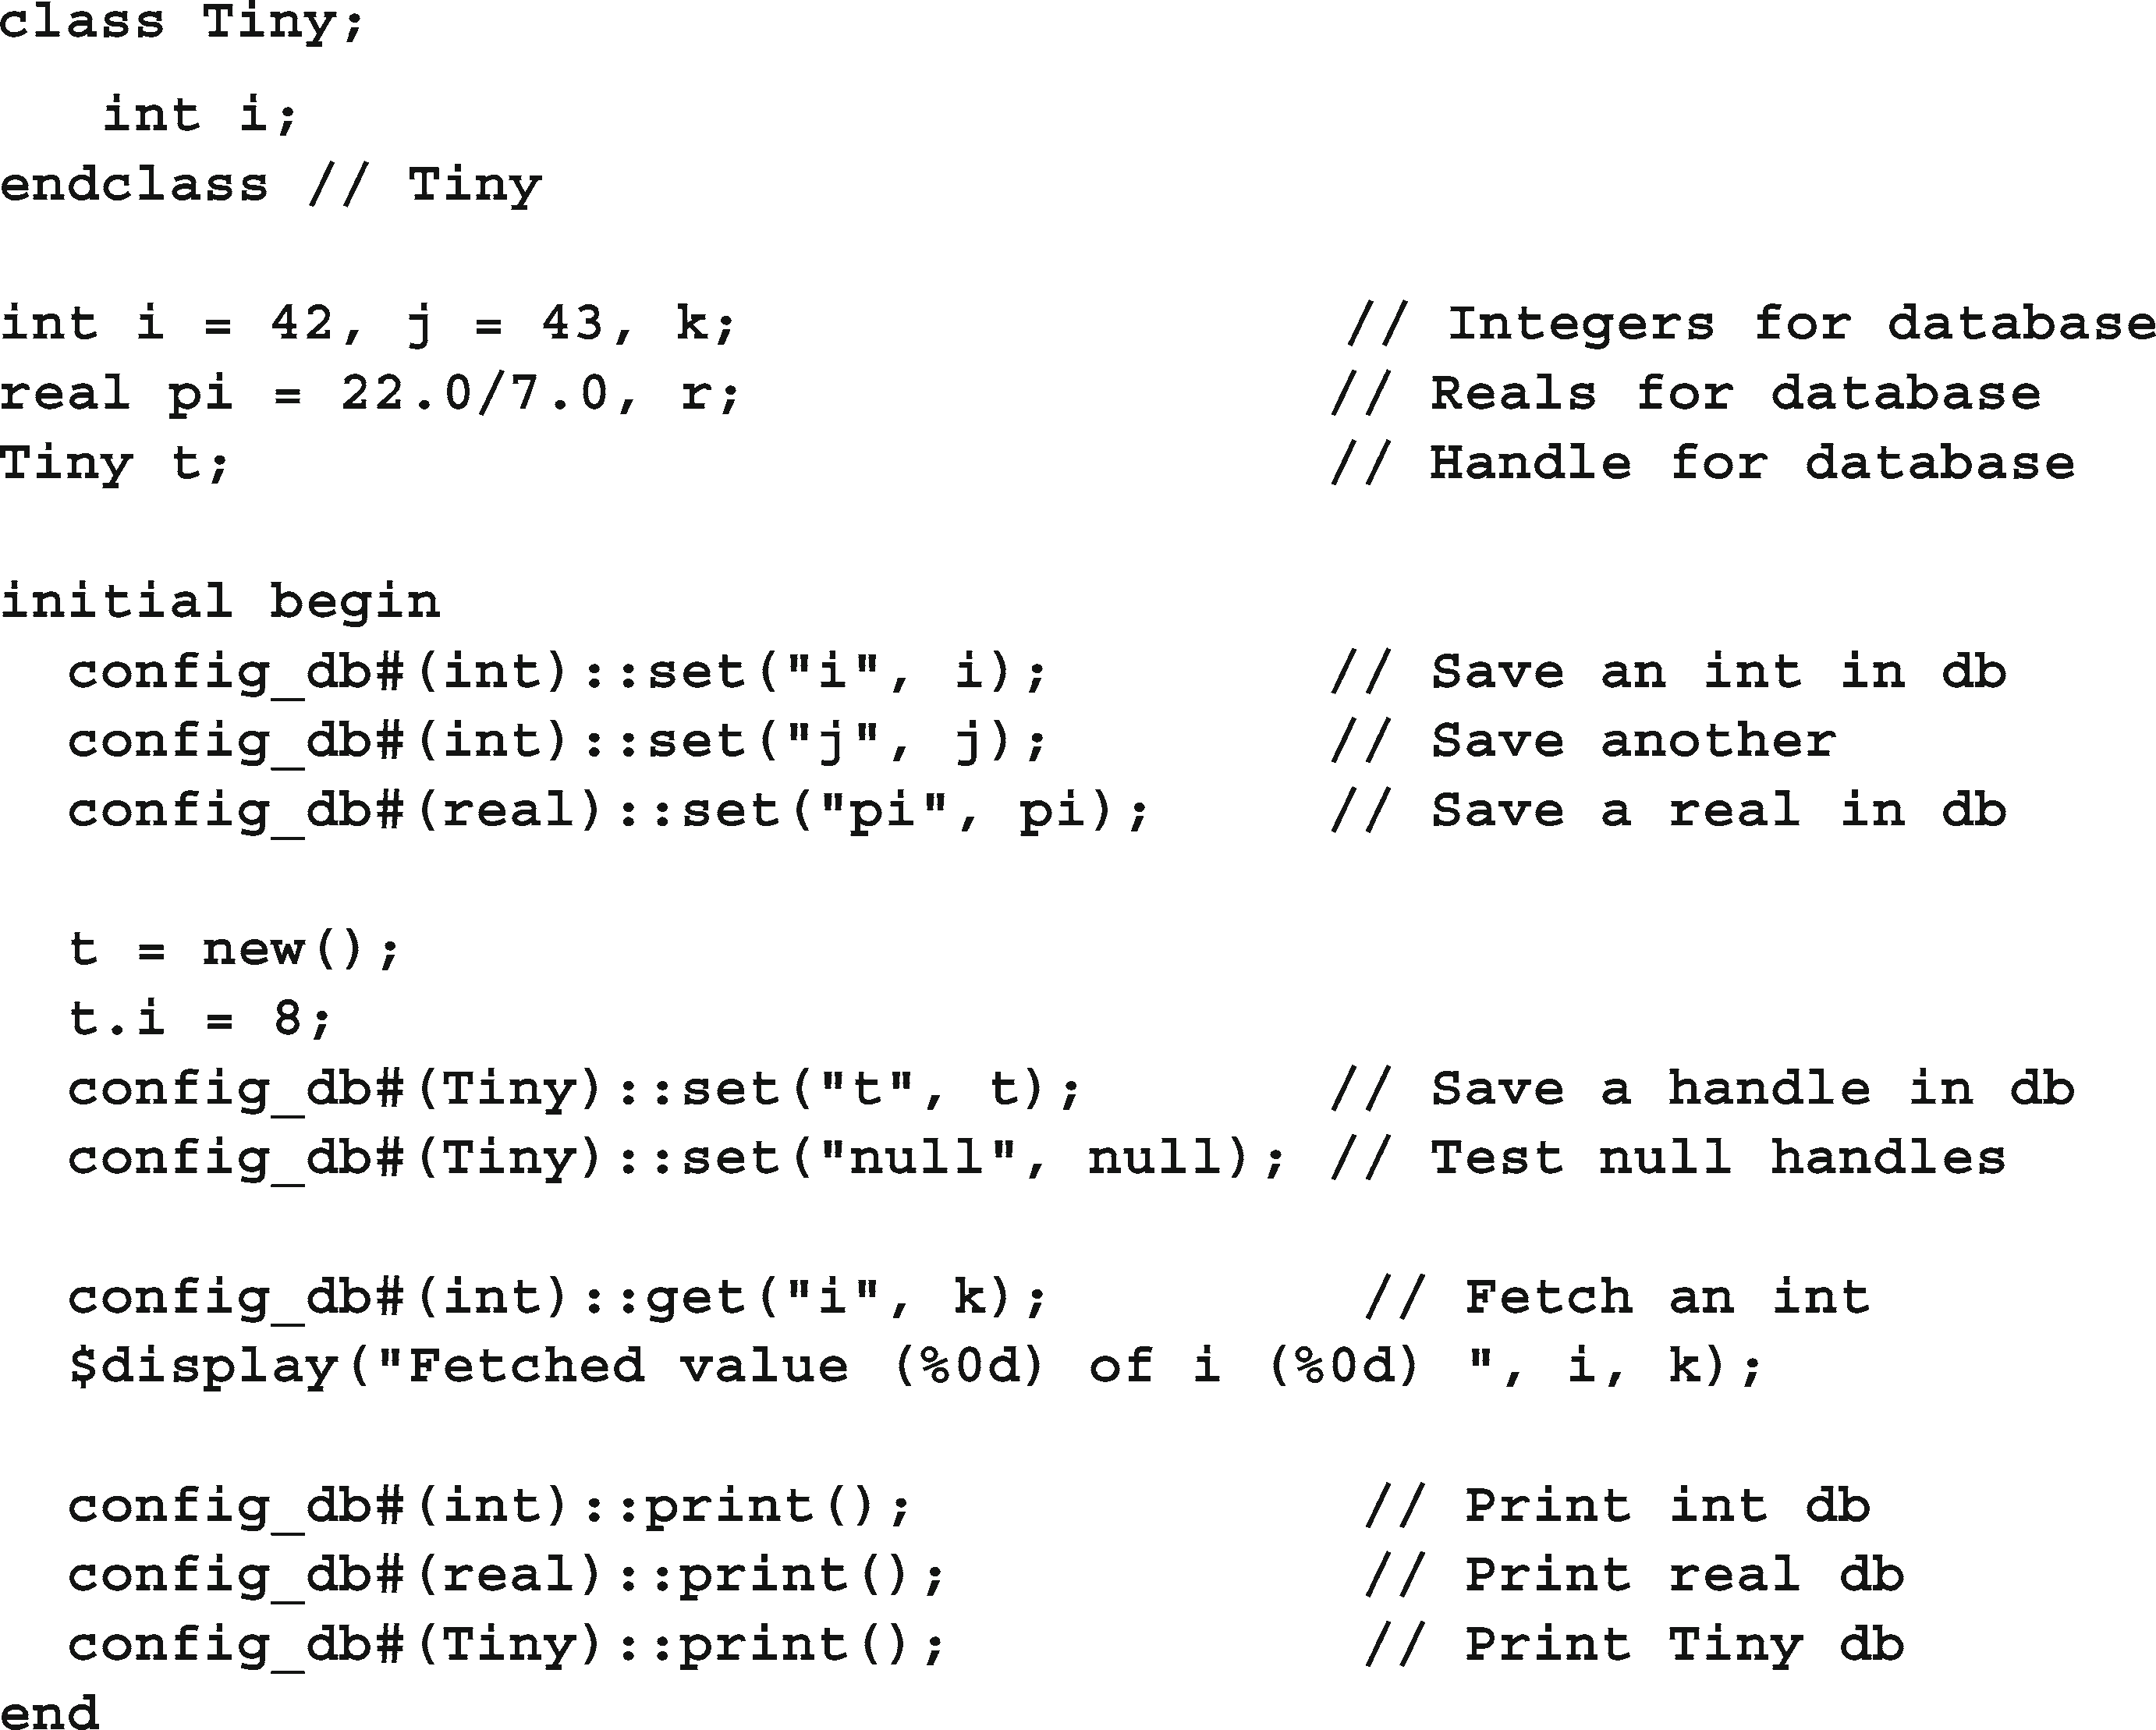 class Tiny;
int i;
endclass // Tiny
int i = 42, j = 43, k; // Integers for database
real pi = 22.0/7.0, r; // Reals for database
Tiny t; // Handle for database
initial begin
config_db#(int)::set("i", i); // Save an int in db
config_db#(int)::set("j", j); // Save another
config_db#(real)::set("pi", pi); // Save a real in db
t = new();
t.i = 8;
config_db#(Tiny)::set("t", t); // Save a handle in db
config_db#(Tiny)::set("null", null); // Test null handles
config_db#(int)::get("i", k); // Fetch an int
$display("Fetched value (%0d) of i (%0d) ", i, k);
config_db#(int)::print(); // Print int db
config_db#(real)::print(); // Print real db
config_db#(Tiny)::print(); // Print Tiny db
end